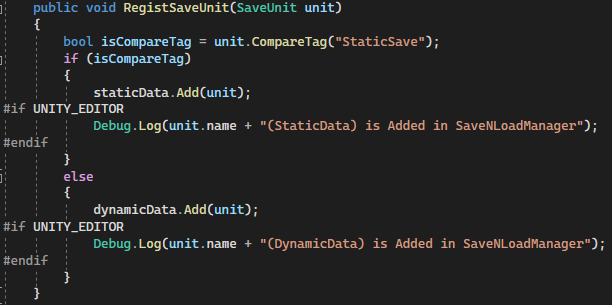 public void RegistSaveUnit(SaveUnit unit)
{
bool isCompareTag = unit.CompareTag("StaticSave");
if (isCompareTag)
{
staticData.Add(unit);
#if UNITY_EDITOR
Debug.Log(unit.name + "(StaticData) is Added in SaveNLoadManager");
#endif
}
else
{
dynamicData.Add(unit);
#if UNITY_EDITOR
Debug.Log(unit.name + "(DynamicData) is Added in SaveNLoadManager");
#endif
}
}